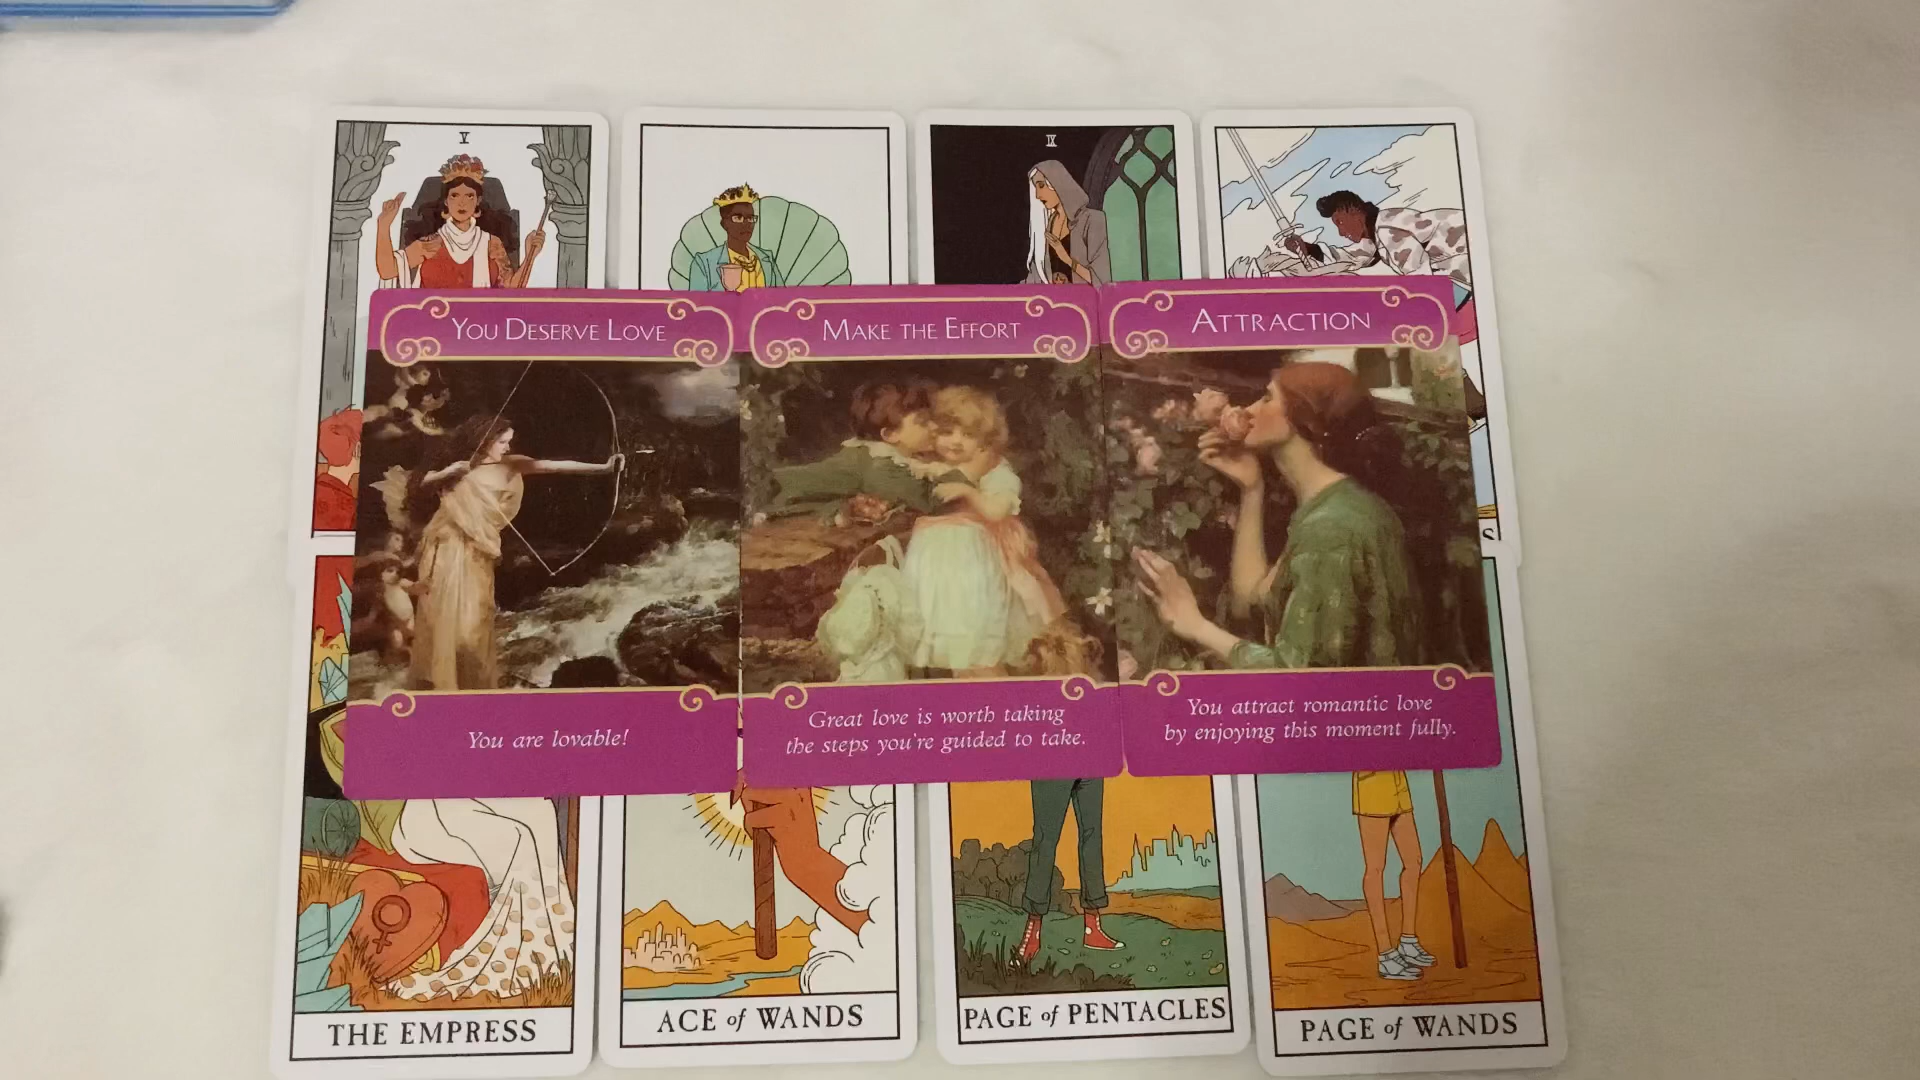 V
IX
YOU DESERVE LOVE
MAKE THE EFFORT
ATTRACTION
You are lovable!
Great love is worth taking
the steps you're guided to take.
You attract romantic love
by enjoying this moment fully.
S
THE EMPRESS
ACE of WANDS
PAGE of PENTACLES
PAGE of WANDS